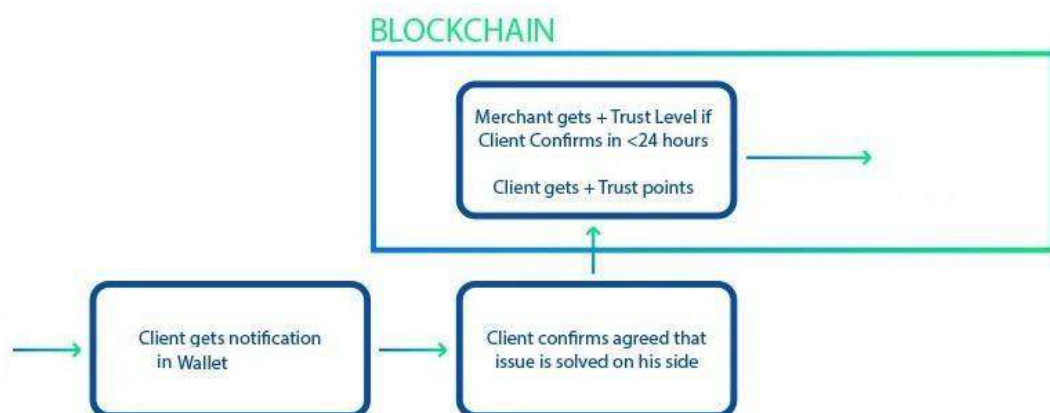 BLOCKCHAIN
Merchant gets + Trust Level if
Client Confirms in <24 hours
Client gets + Trust points
Client gets notification
in Wallet
Client confirms agreed that
issue is solved on his side